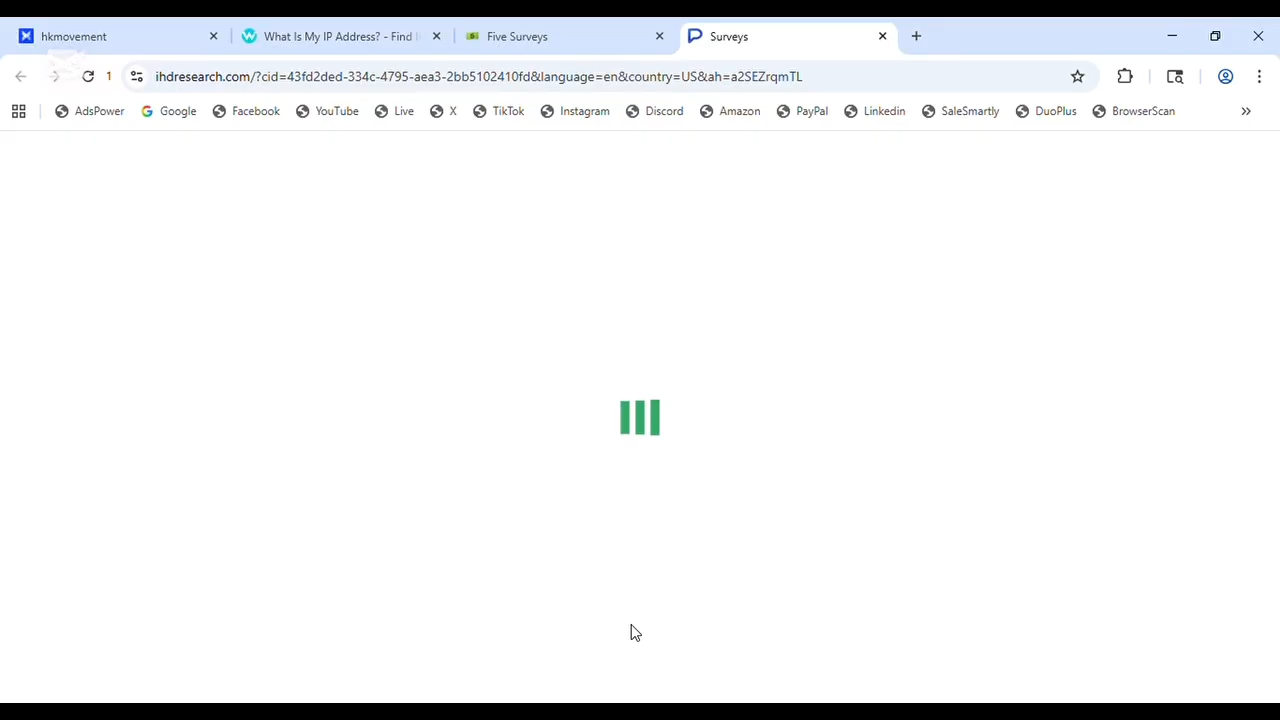 hkmovement
What Is My IP Address? - Find I
Five Surveys
Surveys
1
ihdresearch.com/?cid=43fd2ded-334c-4795-aea3-2bb5102410fd&language=en&country=US&ah=a2SEZrqmTL
AdsPower Google Facebook YouTube Live X TikTok Instagram Discord Amazon PayPal Linkedin SaleSmartly DuoPlus BrowserScan